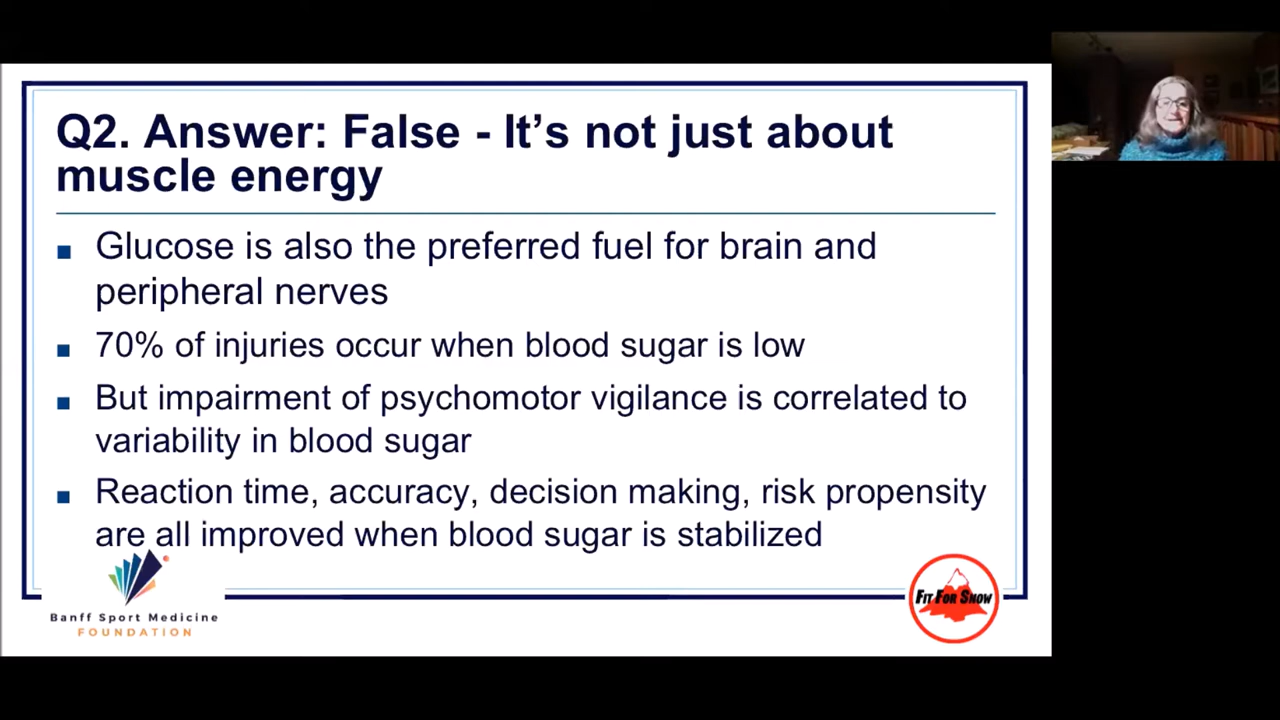 Q2. Answer: False - It’s not just about
muscle energy
■ Glucose is also the preferred fuel for brain and
peripheral nerves
■ 70% of injuries occur when blood sugar is low
■ But impairment of psychomotor vigilance is correlated to
variability in blood sugar
■ Reaction time, accuracy, decision making, risk propensity
are all improved when blood sugar is stabilized
Banff Sport Medicine
FOUNDATION
FIT FOR SNOW